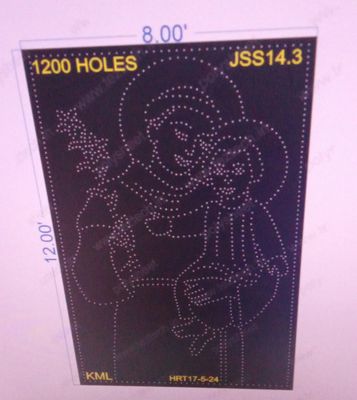 8.00'
1200 HOLES JSS14.3
12.00'
KML HRT17-5-24